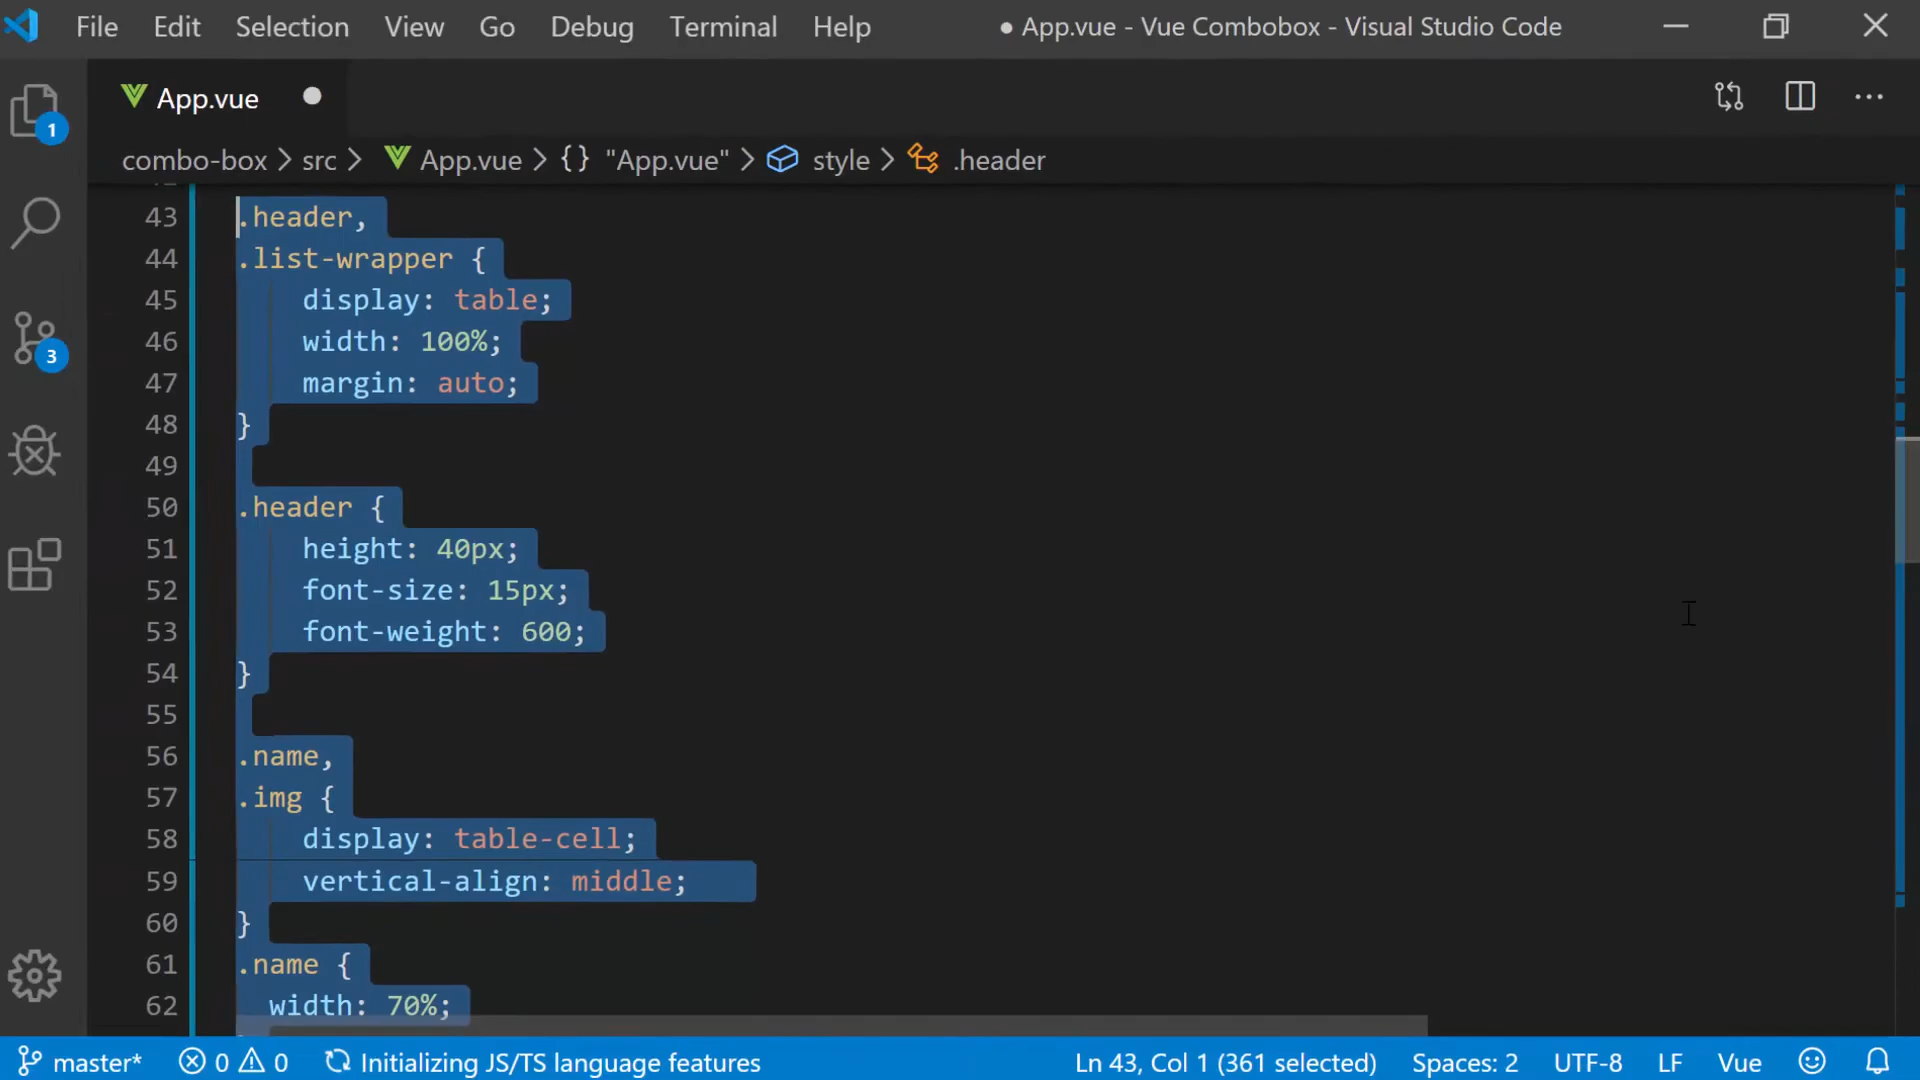 File Edit Selection View Go Debug Terminal Help ● App.vue - Vue Combobox - Visual Studio Code
App.vue
1
combo-box > src > App.vue > {} "App.vue" > style > .header
43 .header,
44 .list-wrapper {
45 display: table;
46 width: 100%;
47 margin: auto;
48 }
49
50 .header {
51 height: 40px;
52 font-size: 15px;
53 font-weight: 600;
54 }
55
56 .name,
57 .img {
58 display: table-cell;
59 vertical-align: middle;
60 }
61 .name {
62 width: 70%;
3
master* 0 0 Initializing JS/TS language features Ln 43, Col 1 (361 selected) Spaces: 2 UTF-8 LF Vue